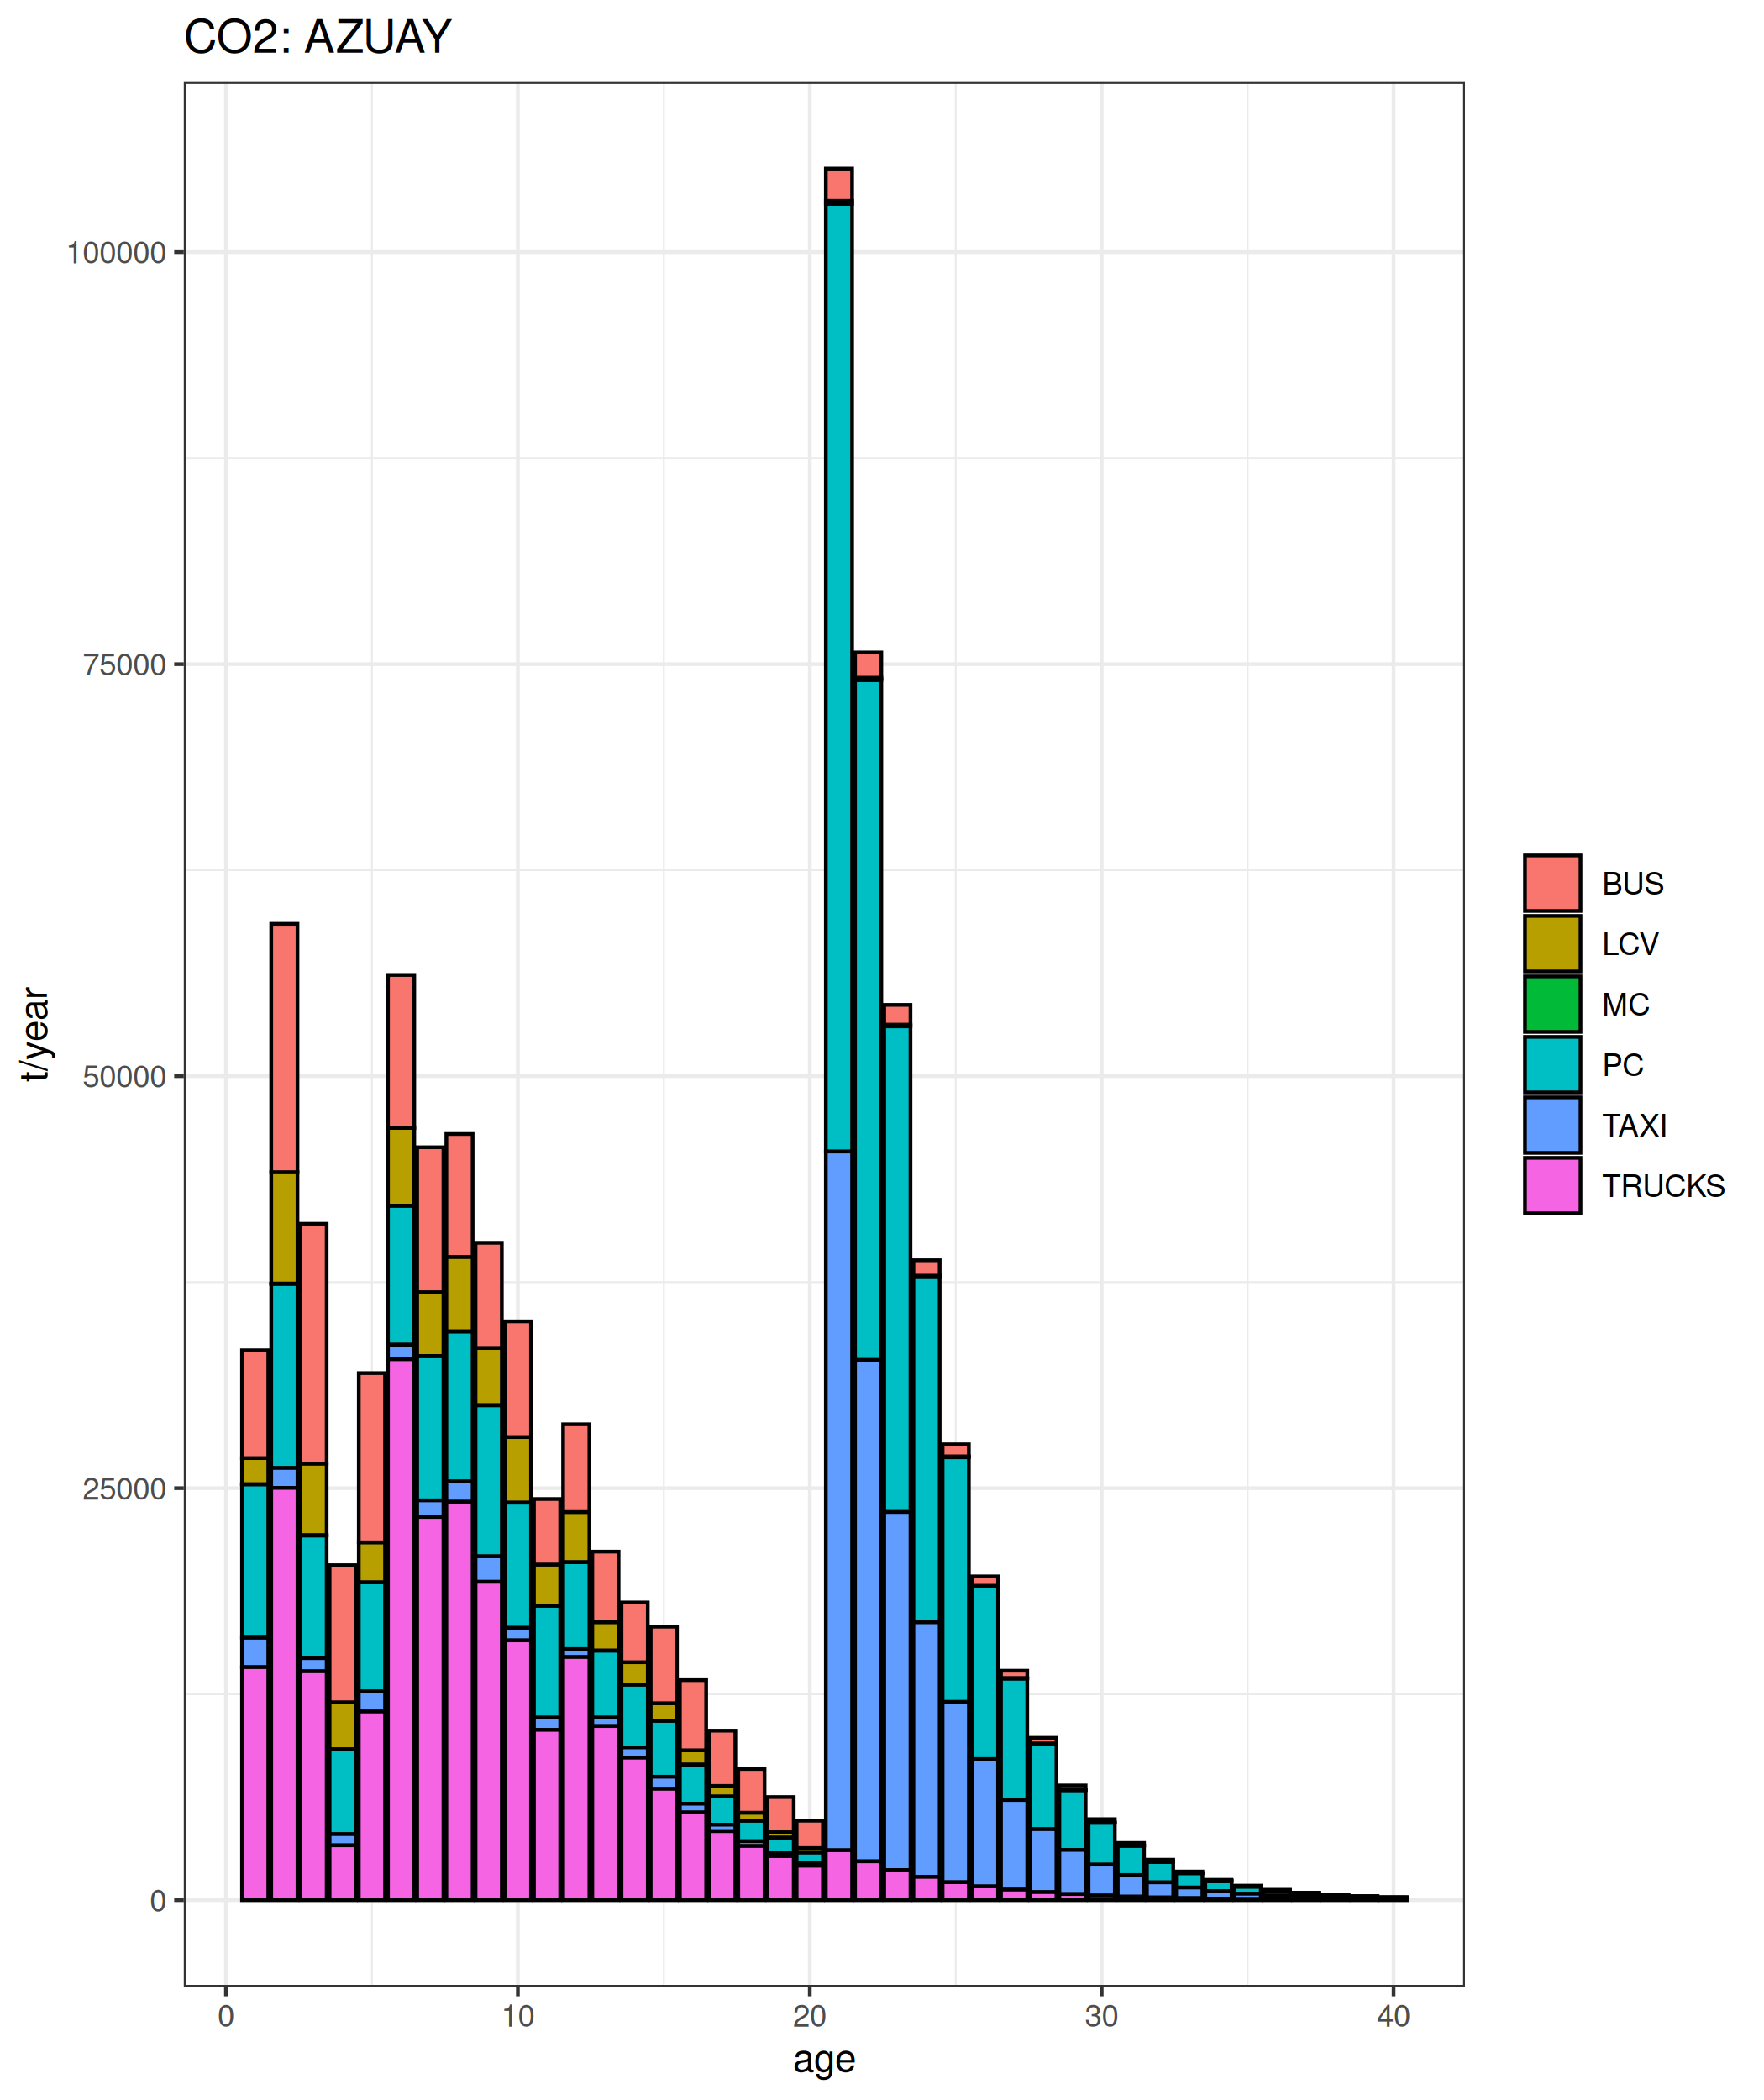 CO2: AZUAY
t/year
100000
75000
50000
25000
0
0 10 20 30 40
age
BUS
LCV
MC
PC
TAXI
TRUCKS